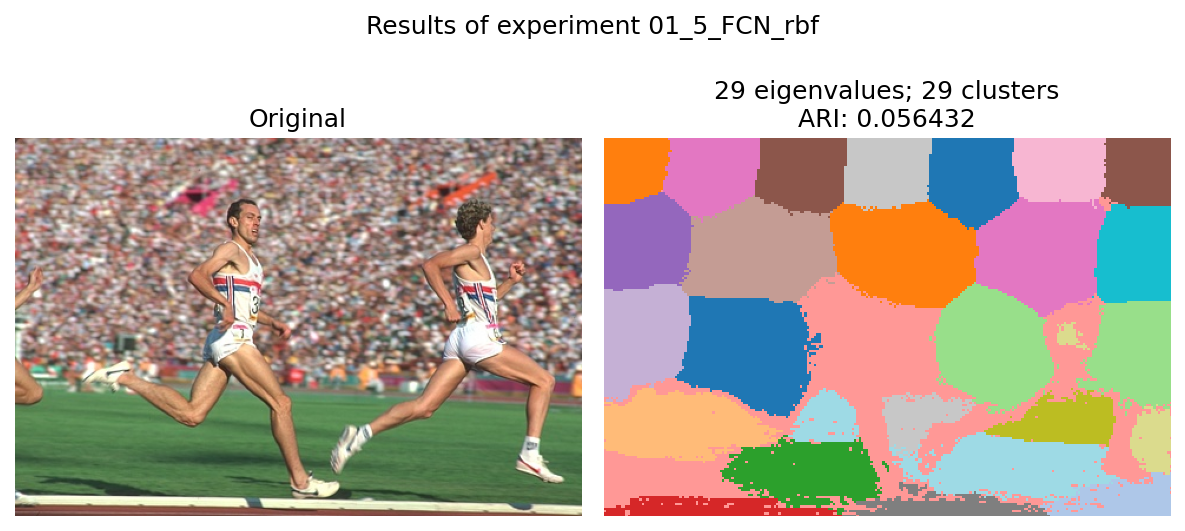 Results of experiment 01_5_FCN_rbf
Original
29 eigenvalues; 29 clusters
ARI: 0.056432